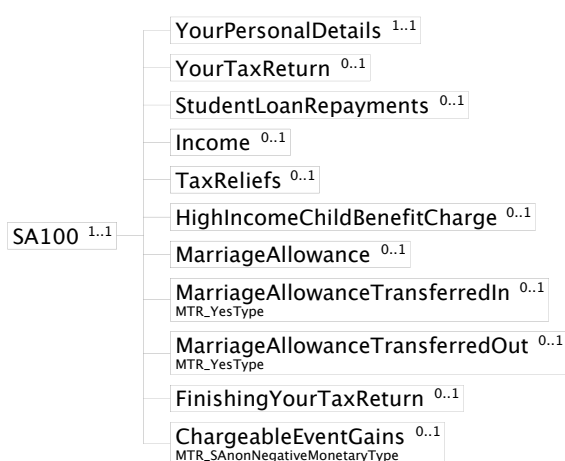 YourPersonalDetails 1..1
YourTaxReturn 0..1
StudentLoanRepayments 0..1
Income 0..1
TaxReliefs 0..1
HighIncomeChildBenefitCharge 0..1
SA100 1..1
MarriageAllowance 0..1
MarriageAllowanceTransferredIn 0..1
MTR_YesType
MarriageAllowanceTransferredOut 0..1
MTR_YesType
FinishingYourTaxReturn 0..1
ChargeableEventGains 0..1
MTR_SAnonNegativeMonetaryType